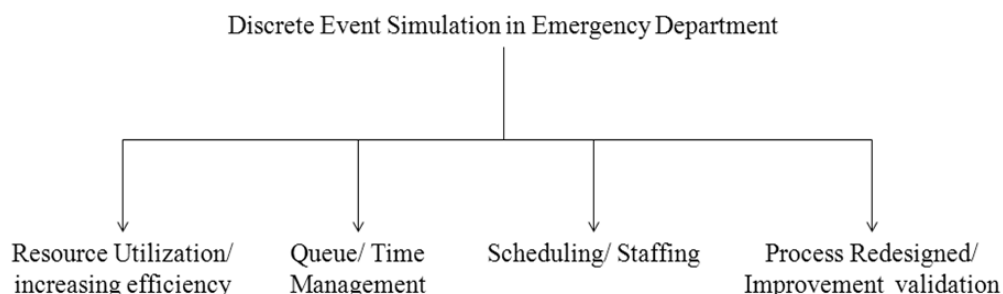 Discrete Event Simulation in Emergency Department
Resource Utilization/
increasing efficiency
Queue/ Time
Management
Scheduling/ Staffing
Process Redesigned/
Improvement validation